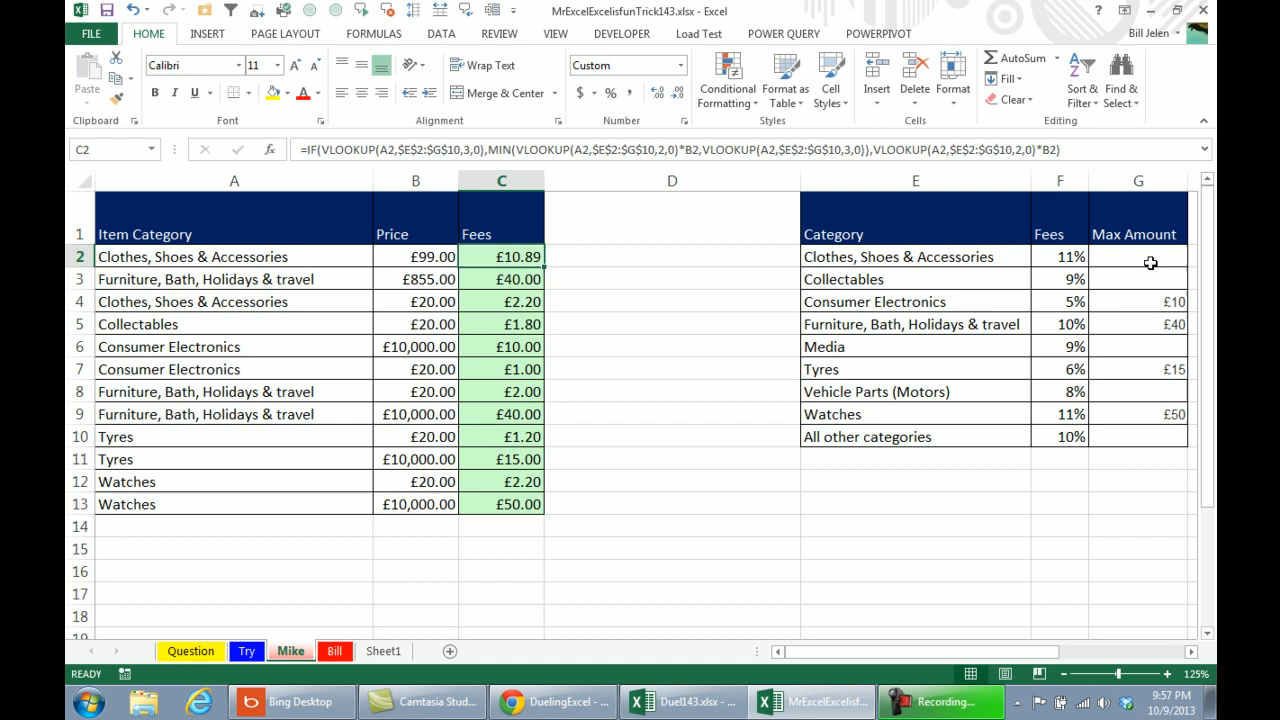 MrExcelExcelisfunTrick143.xlsx - Excel
FILE HOME INSERT PAGE LAYOUT FORMULAS DATA REVIEW VIEW DEVELOPER Load Test POWER QUERY POWERPIVOT Bill Jelen
Paste Calibri 11 Wrap Text Custom Conditional Formatting Format as Table Cell Styles Insert Delete Format AutoSum Sort & Filter Find & Select
B I U Merge & Center $ % , Fill
Clear
Clipboard Font Alignment Number Styles Cells Editing
C2 fx =IF(VLOOKUP(A2,$E$2:$G$10,3,0),MIN(VLOOKUP(A2,$E$2:$G$10,2,0)*B2,VLOOKUP(A2,$E$2:$G$10,3,0)),VLOOKUP(A2,$E$2:$G$10,2,0)*B2)
A B C D E F G
1 Item Category Price Fees Category Fees Max Amount
2 Clothes, Shoes & Accessories £99.00 £10.89 Clothes, Shoes & Accessories 11%
3 Furniture, Bath, Holidays & travel £855.00 £40.00 Collectables 9%
4 Clothes, Shoes & Accessories £20.00 £2.20 Consumer Electronics 5% £10
5 Collectables £20.00 £1.80 Furniture, Bath, Holidays & travel 10% £40
6 Consumer Electronics £10,000.00 £10.00 Media 9%
7 Consumer Electronics £20.00 £1.00 Tyres 6% £15
8 Furniture, Bath, Holidays & travel £20.00 £2.00 Vehicle Parts (Motors) 8%
9 Furniture, Bath, Holidays & travel £10,000.00 £40.00 Watches 11% £50
10 Tyres £20.00 £1.20 All other categories 10%
11 Tyres £10,000.00 £15.00
12 Watches £20.00 £2.20
13 Watches £10,000.00 £50.00
14
15
16
17
18
19
Question Try Mike Bill Sheet1
READY 125%
Bing Desktop Camtasia Stud... DuelingExcel - ... Duel143.xlsx - ... MrExcelExcelisf... Recording... 9:57 PM
10/9/2013